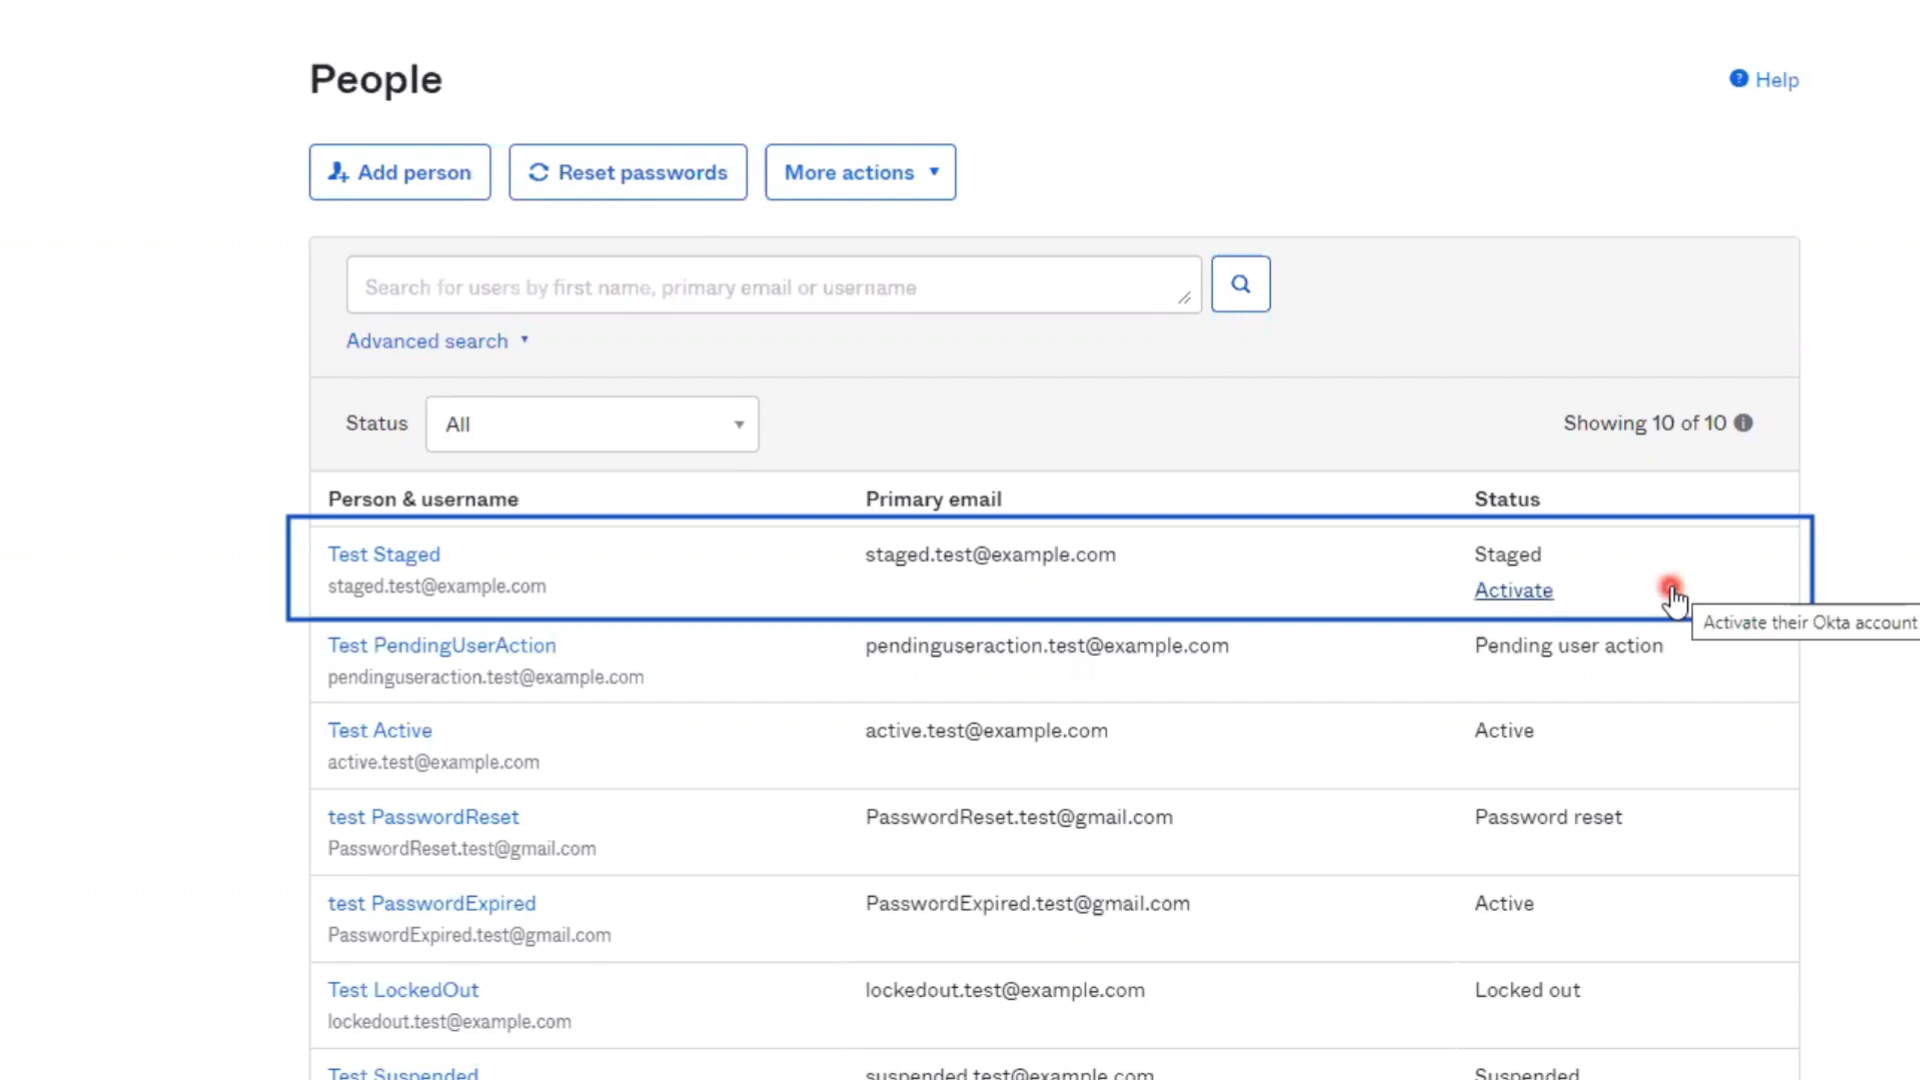 People
Help
Add person
Reset passwords
More actions
Search for users by first name, primary email or username
Advanced search
Status
All
Showing 10 of 10
Person & username Primary email Status
Test Staged staged.test@example.com Staged
staged.test@example.com Activate
Activate their Okta account
Test PendingUserAction pendinguseraction.test@example.com Pending user action
pendinguseraction.test@example.com
Test Active active.test@example.com Active
active.test@example.com
test PasswordReset PasswordReset.test@gmail.com Password reset
PasswordReset.test@gmail.com
test PasswordExpired PasswordExpired.test@gmail.com Active
PasswordExpired.test@gmail.com
Test LockedOut lockedout.test@example.com Locked out
lockedout.test@example.com
Test Suspended suspended.test@example.com Suspended